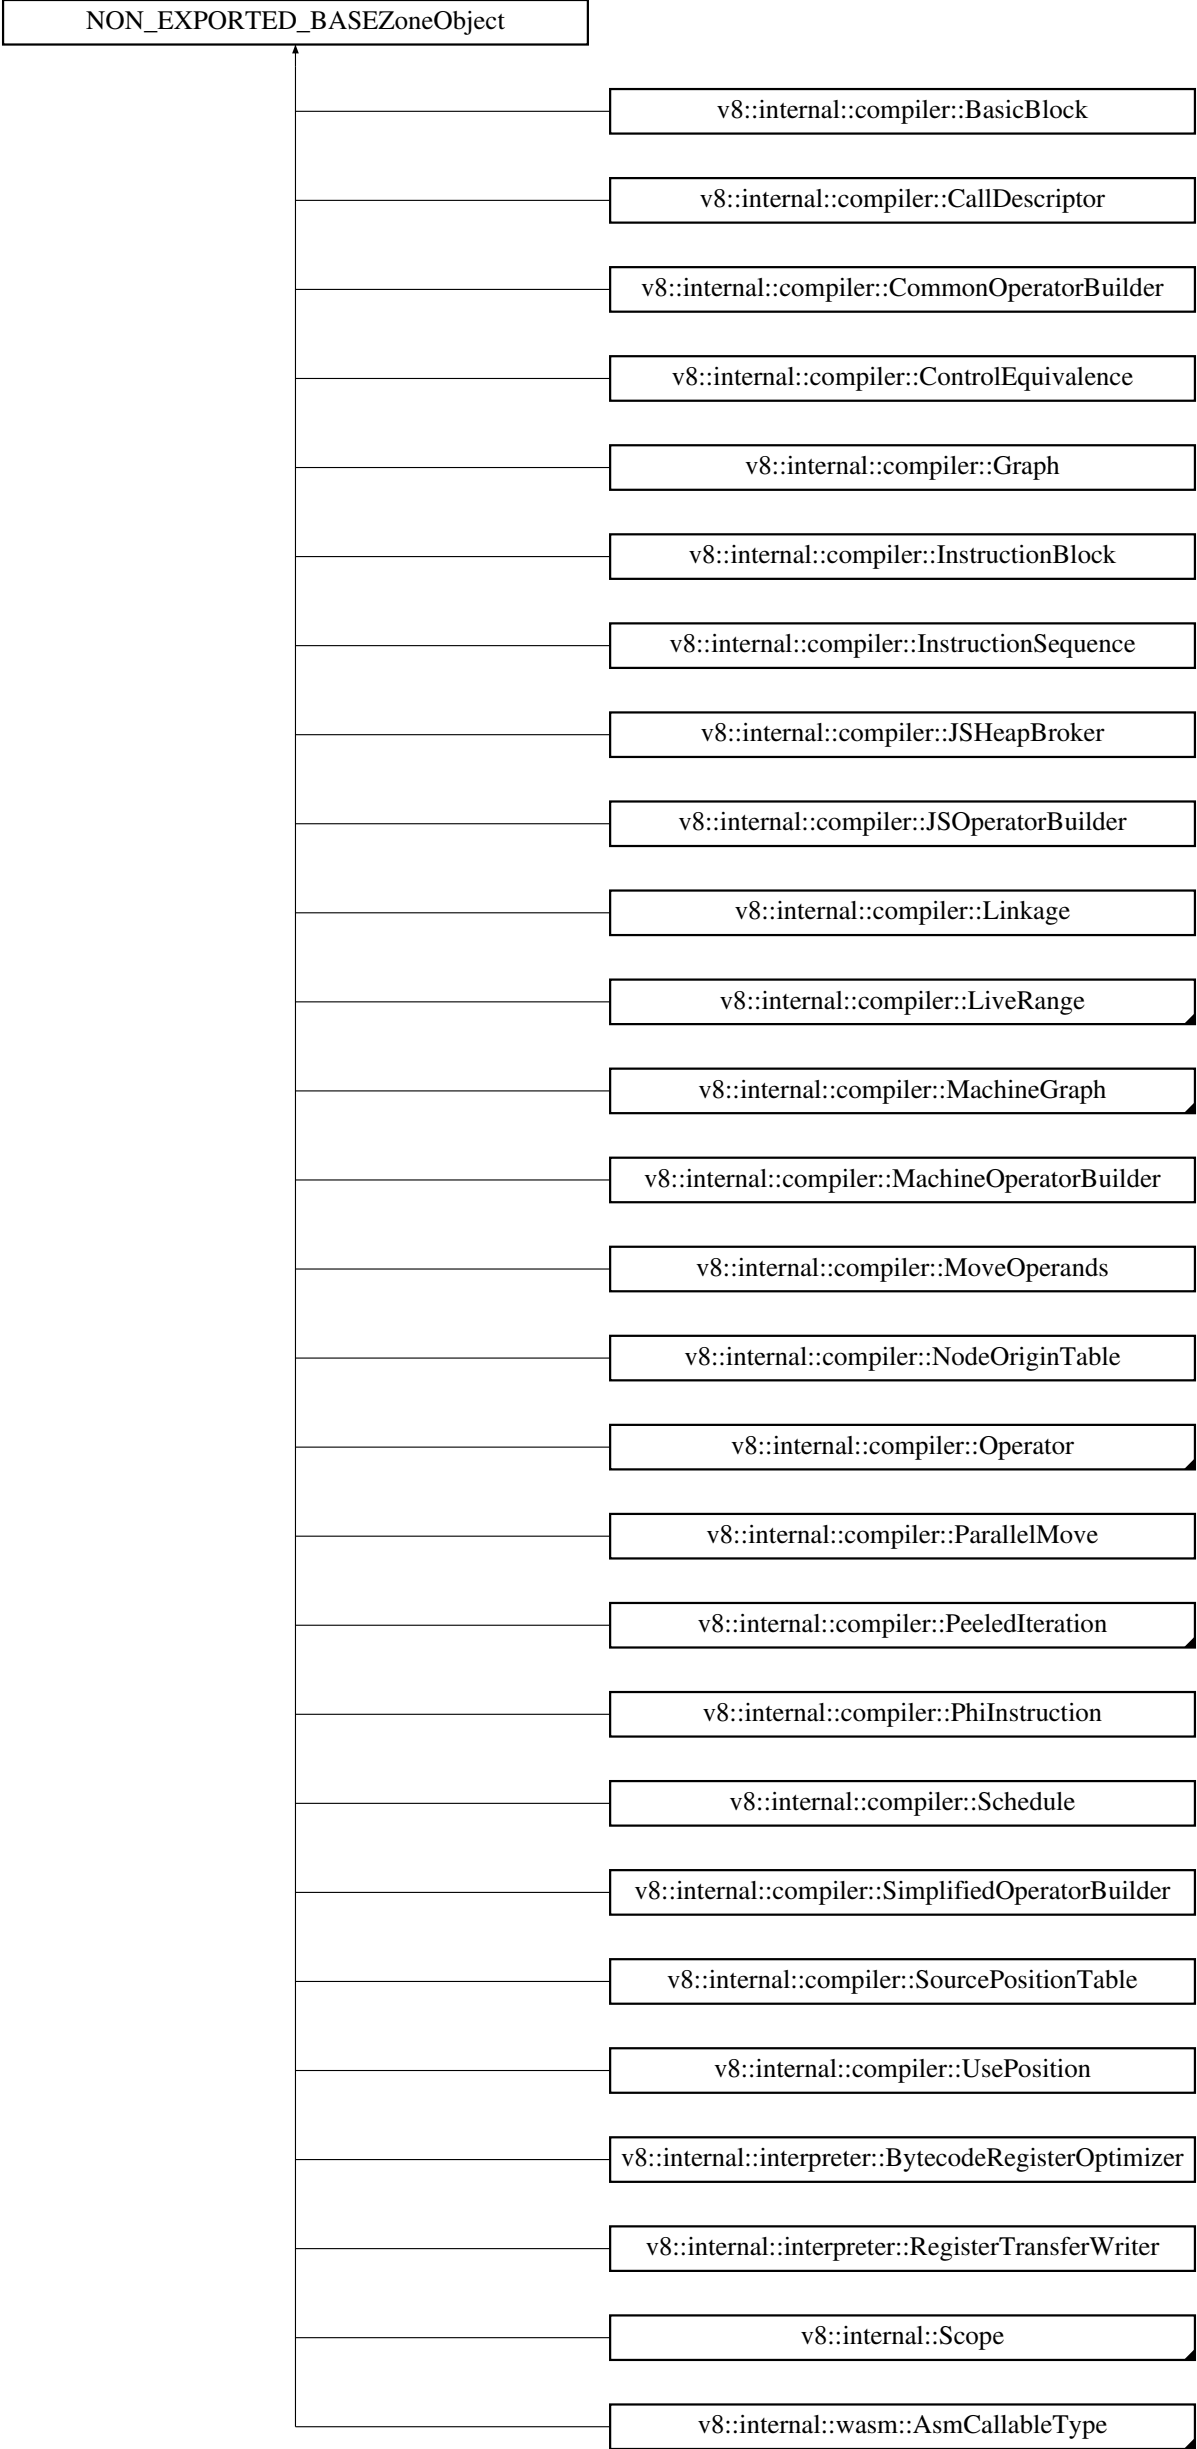 NON_EXPORTED_BASEZoneObject
v8::internal::compiler::BasicBlock
v8::internal::compiler::CallDescriptor
v8::internal::compiler::CommonOperatorBuilder
v8::internal::compiler::ControlEquivalence
v8::internal::compiler::Graph
v8::internal::compiler::InstructionBlock
v8::internal::compiler::InstructionSequence
v8::internal::compiler::JSHeapBroker
v8::internal::compiler::JSOperatorBuilder
v8::internal::compiler::Linkage
v8::internal::compiler::LiveRange
v8::internal::compiler::MachineGraph
v8::internal::compiler::MachineOperatorBuilder
v8::internal::compiler::MoveOperands
v8::internal::compiler::NodeOriginTable
v8::internal::compiler::Operator
v8::internal::compiler::ParallelMove
v8::internal::compiler::PeeledIteration
v8::internal::compiler::PhiInstruction
v8::internal::compiler::Schedule
v8::internal::compiler::SimplifiedOperatorBuilder
v8::internal::compiler::SourcePositionTable
v8::internal::compiler::UsePosition
v8::internal::interpreter::BytecodeRegisterOptimizer
v8::internal::interpreter::RegisterTransferWriter
v8::internal::Scope
v8::internal::wasm::AsmCallableType